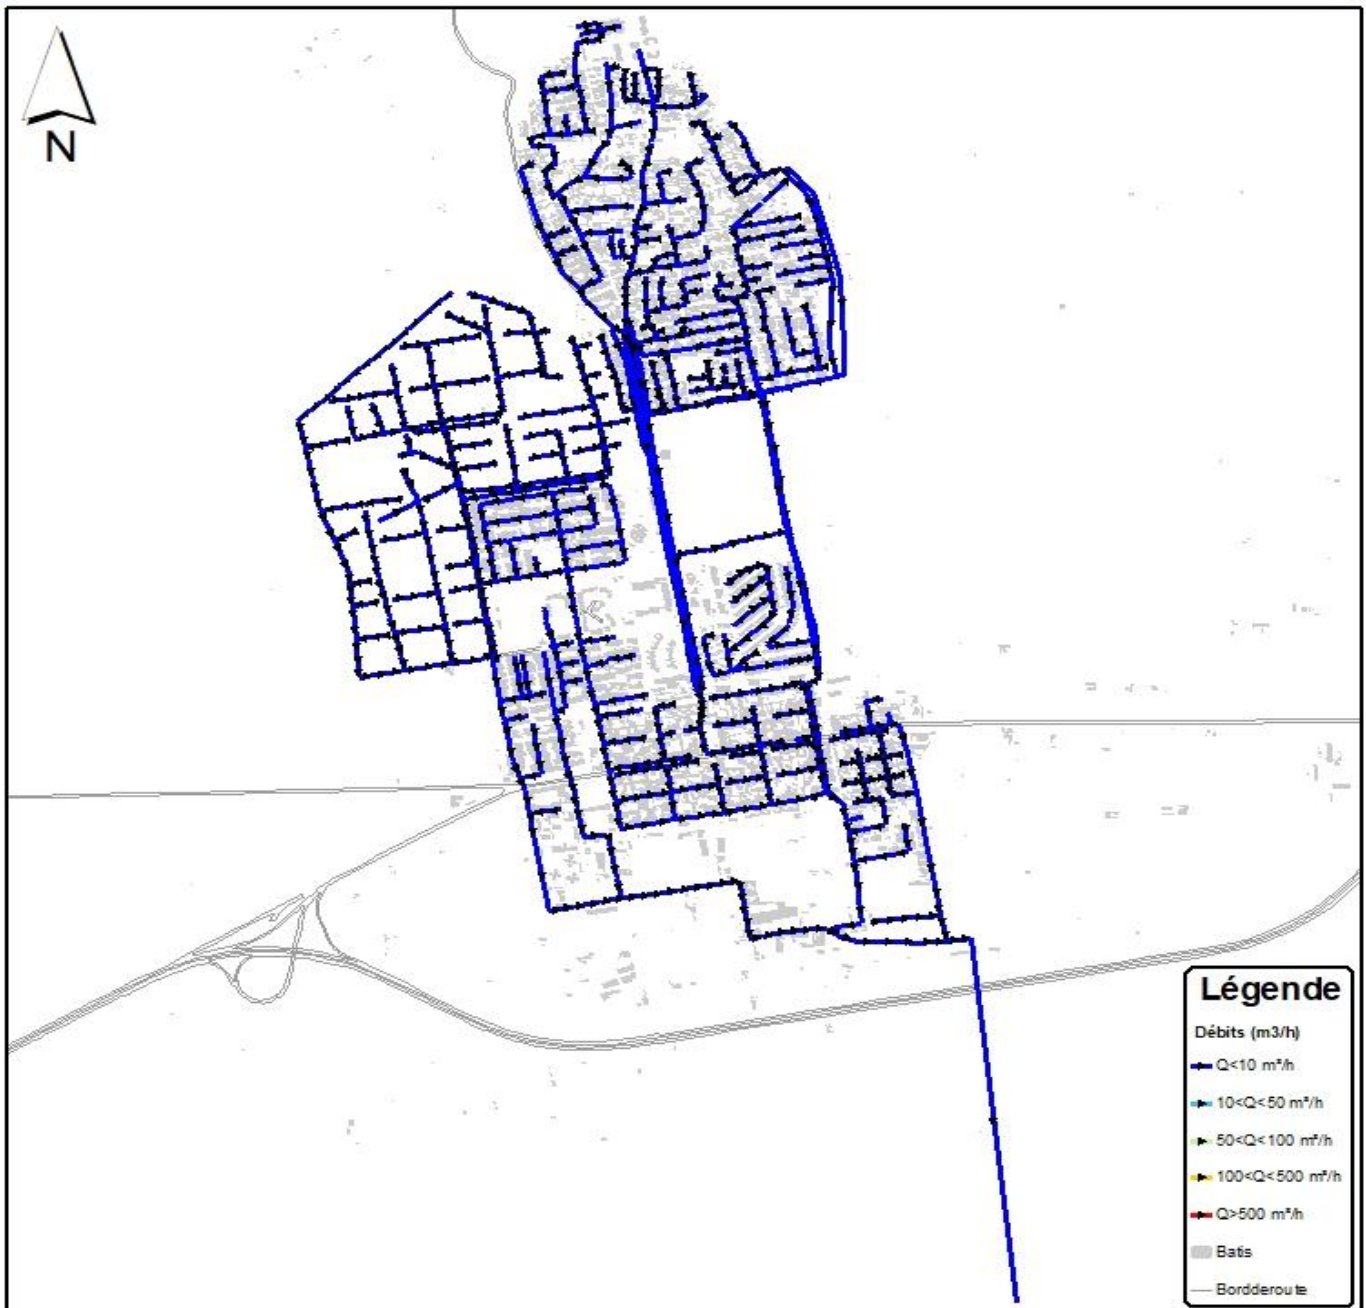 N
Légende
Débits (m3/h)
Q<10 m³/h
10<Q<50 m³/h
50<Q<100 m³/h
100<Q<500 m³/h
Q>500 m³/h
Batis
Bordderoute